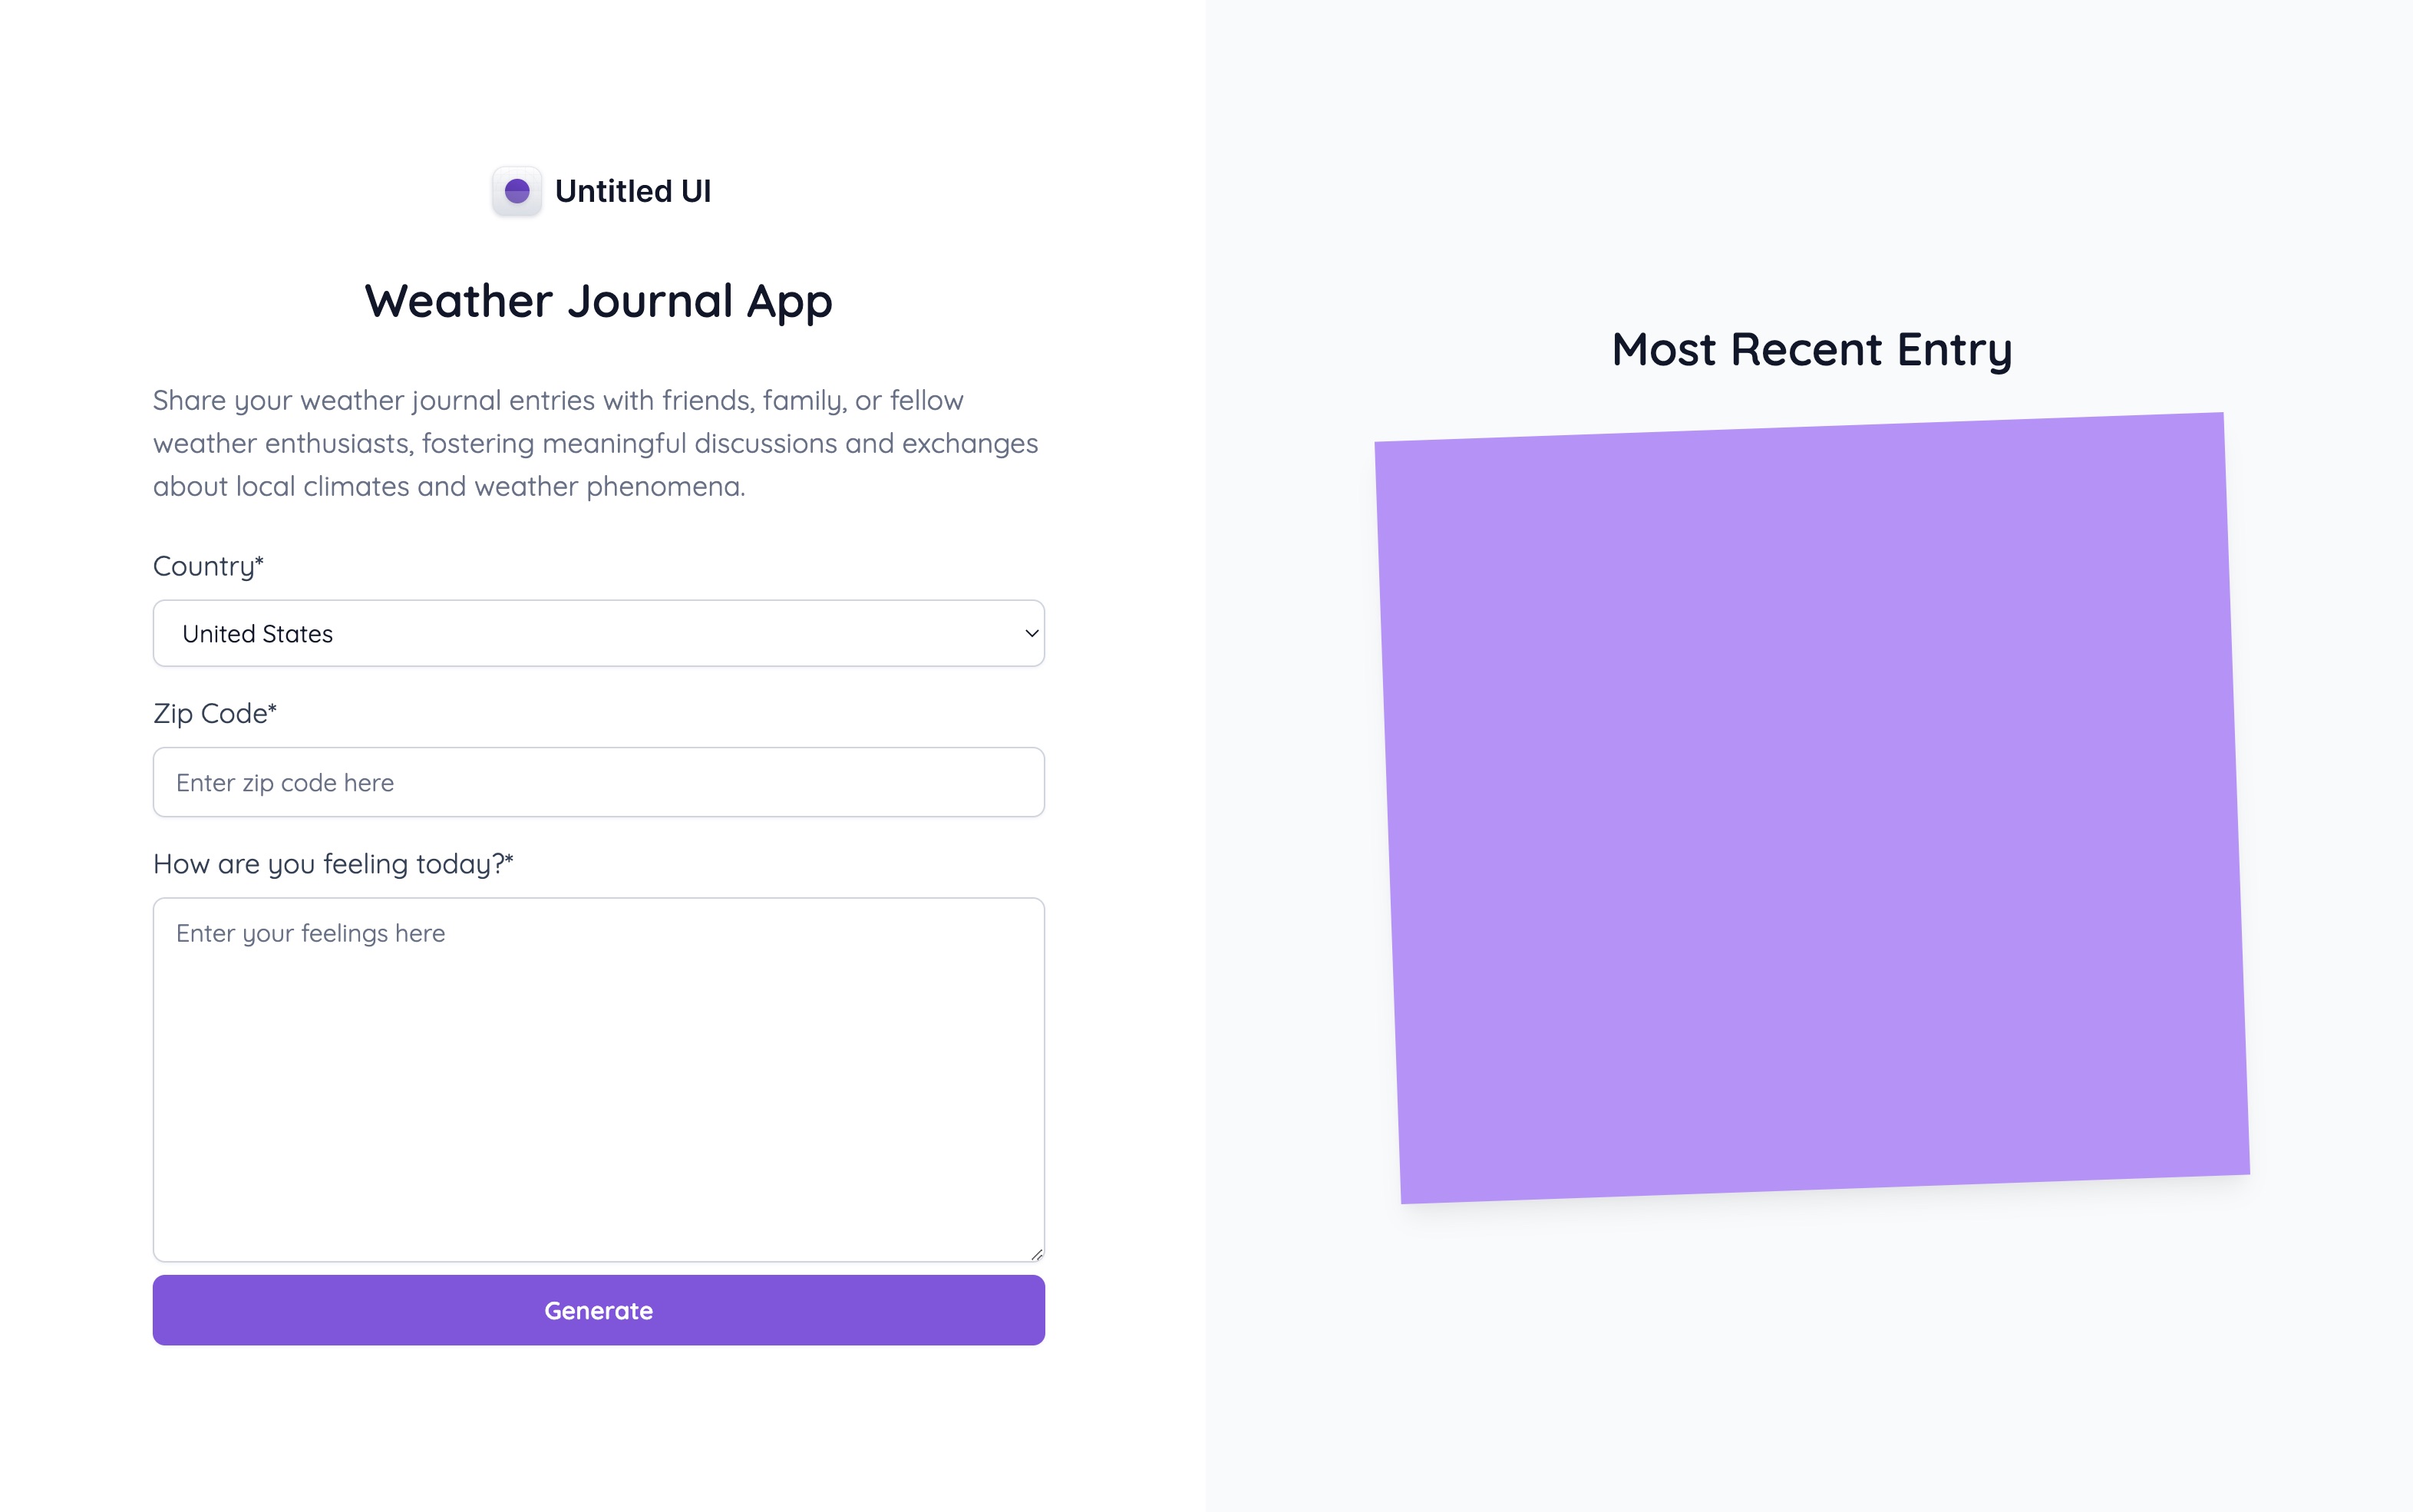 Untitled UI
Weather Journal App
Share your weather journal entries with friends, family, or fellow
weather enthusiasts, fostering meaningful discussions and exchanges
about local climates and weather phenomena.
Country*
United States
Zip Code*
Enter zip code here
How are you feeling today?*
Enter your feelings here
Generate
Most Recent Entry